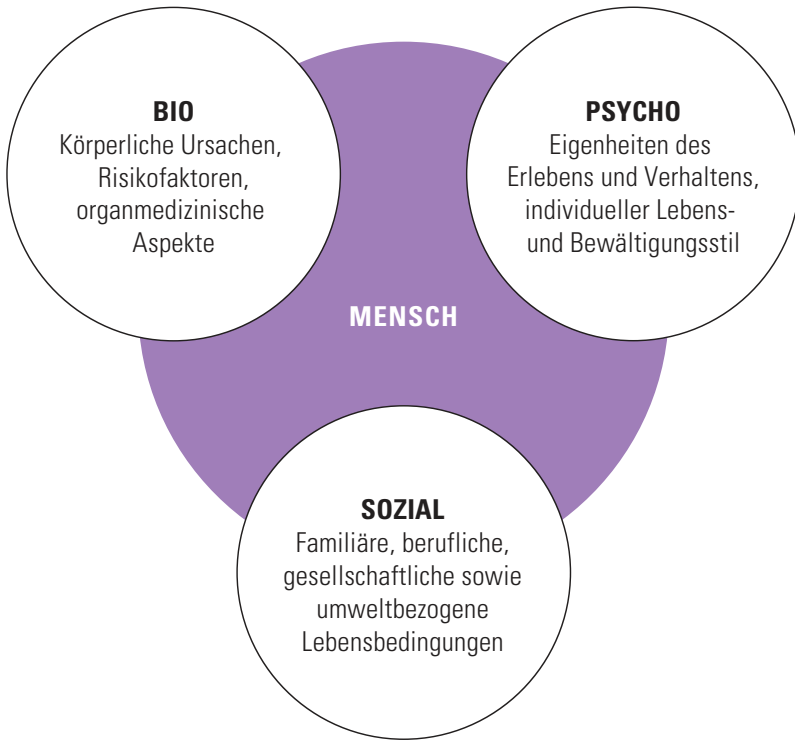 BIO
Körperliche Ursachen,
Risikofaktoren,
organmedizinische
Aspekte
PSYCHO
Eigenheiten des
Erlebens und Verhaltens,
individueller Lebens-
und Bewältigungsstil
MENSCH
SOZIAL
Familiäre, berufliche,
gesellschaftliche sowie
umweltbezogene
Lebensbedingungen